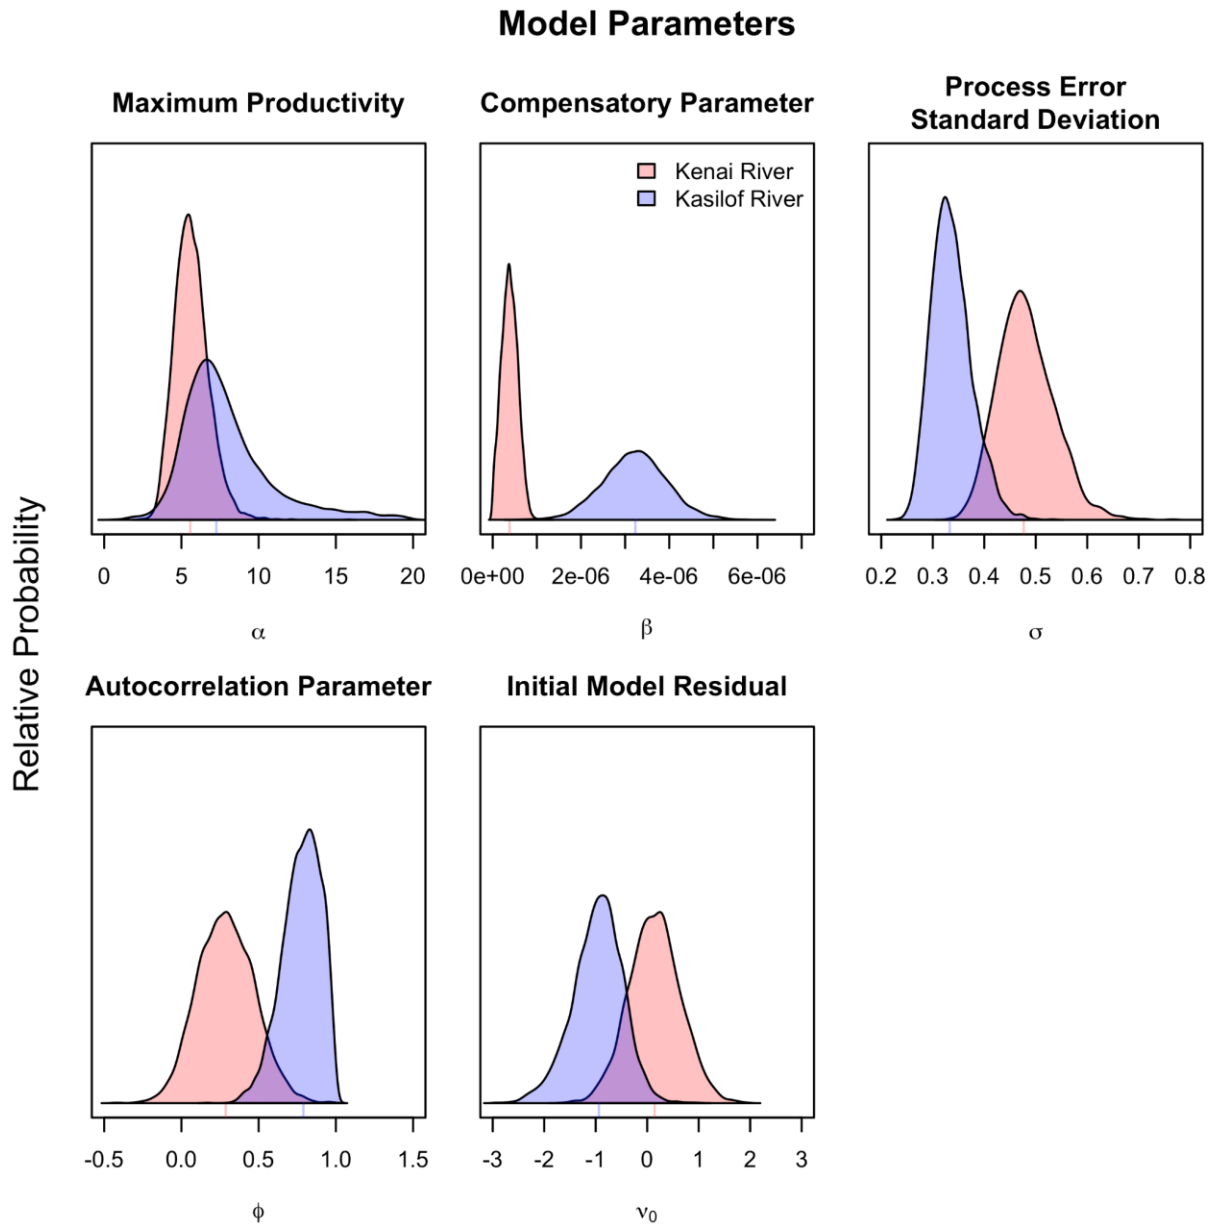 Model Parameters
Maximum Productivity
Compensatory Parameter
Process Error
Standard Deviation
Kenai River
Kasilof River
Relative Probability
0 5 10 15 20
0e+00 2e-06 4e-06 6e-06
0.2 0.3 0.4 0.5 0.6 0.7 0.8
α
β
σ
Autocorrelation Parameter
Initial Model Residual
-0.5 0.0 0.5 1.0 1.5
-3 -2 -1 0 1 2 3
ϕ
ν₀